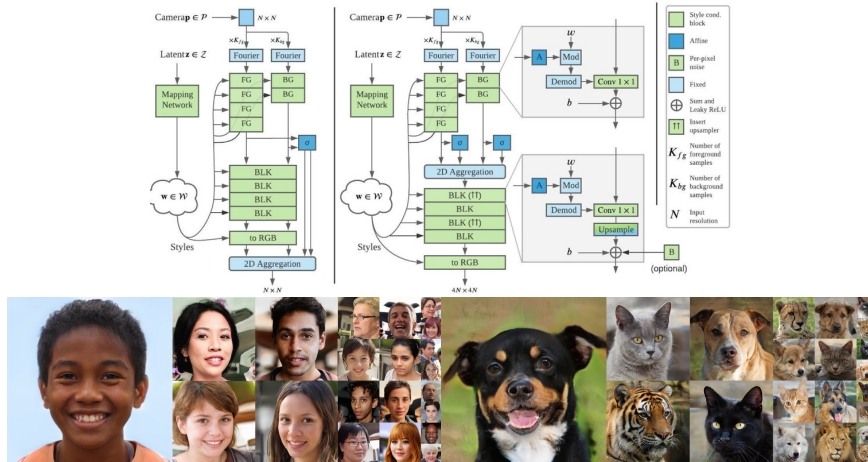 Camera p ∈ 𝒫
N × N
×K_fg
×K_bg
Latent z ∈ 𝒵
Fourier
Fourier
Mapping
Network
FG
FG
FG
FG
BG
BG
σ
w ∈ 𝒲
BLK
BLK
BLK
BLK
to RGB
Styles
2D Aggregation
N × N
Camera p ∈ 𝒫
N × N
×K_fg
×K_bg
Latent z ∈ 𝒵
Fourier
Fourier
Mapping
Network
FG
FG
FG
FG
BG
BG
σ
σ
2D Aggregation
w ∈ 𝒲
BLK (⇈)
BLK
BLK (⇈)
BLK
to RGB
Styles
4N × 4N
w
A
Mod
Demod
Conv 1 × 1
b
w
A
Mod
Demod
Conv 1 × 1
Upsample
b
B
(optional)
Style cond.
block
Affine
B
Per-pixel
noise
Fixed
Sum and
Leaky ReLU
⇈
Insert
upsampler
K_fg
Number of
foreground
samples
K_bg
Number of
background
samples
N
Input
resolution